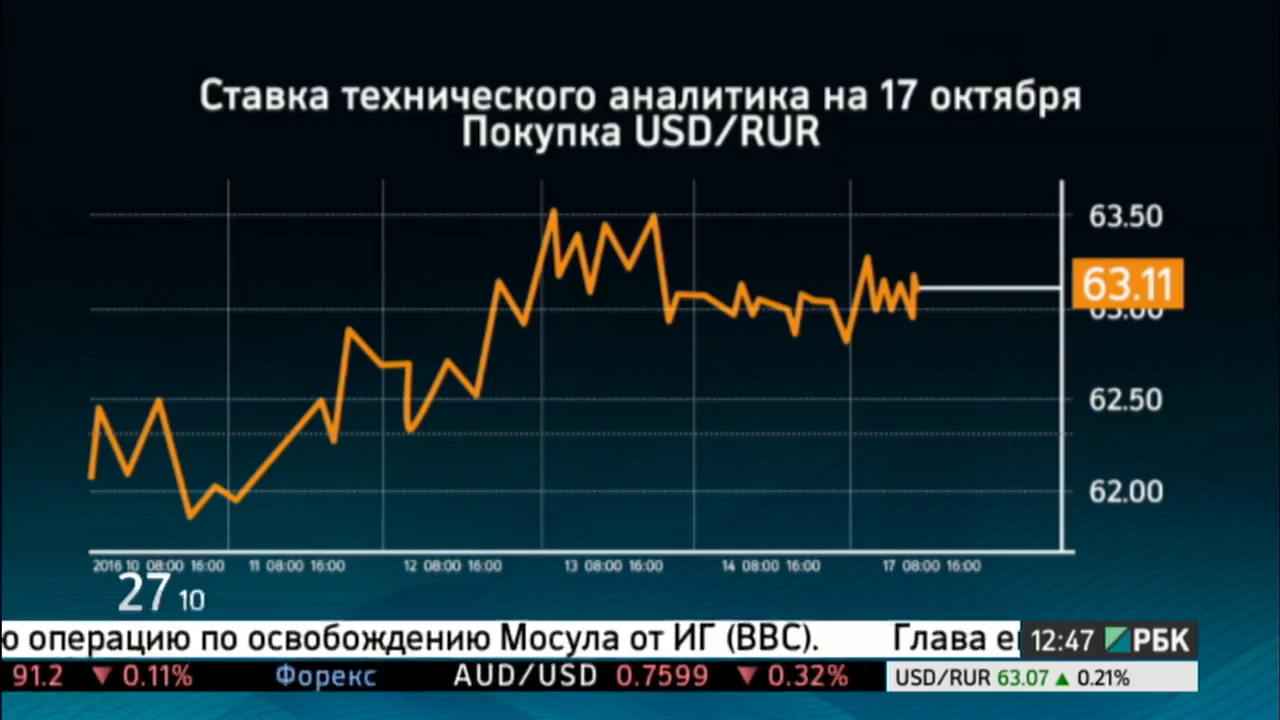 Ставка технического аналитика на 17 октября
Покупка USD/RUR
63.50
63.11
63.00
62.50
62.00
2016 10 08:00 16:00 11 08:00 16:00 12 08:00 16:00 13 08:00 16:00 14 08:00 16:00 17 08:00 16:00
27 10
о операцию по освобождению Мосула от ИГ (BBC). Глава 12:47 РБК
91.2 ▼ 0.11% Форекс AUD/USD 0.7599 ▼ 0.32% USD/RUR 63.07 ▲ 0.21%